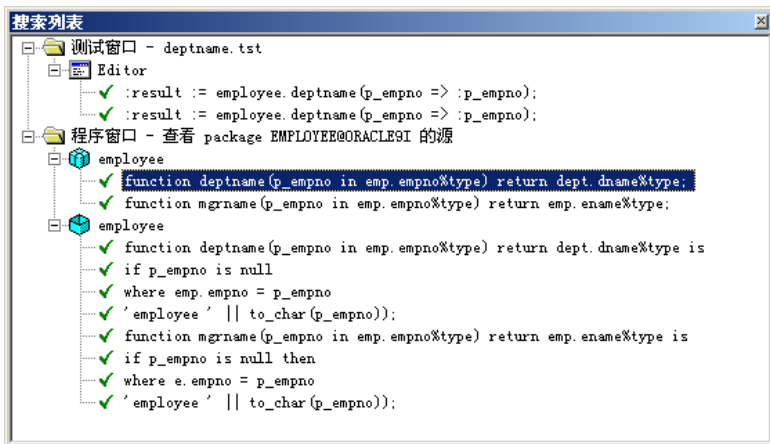 搜索列表
测试窗口 - deptname.tst
Editor
:result := employee.deptname(p_empno => :p_empno);
:result := employee.deptname(p_empno => :p_empno);
程序窗口 - 查看 package EMPLOYEE@ORACLE9I 的源
employee
function deptname(p_empno in emp.empno%type) return dept.dname%type;
function mgrname(p_empno in emp.empno%type) return emp.ename%type;
employee
function deptname(p_empno in emp.empno%type) return dept.dname%type is
if p_empno is null
where emp.empno = p_empno
'employee ' || to_char(p_empno));
function mgrname(p_empno in emp.empno%type) return emp.ename%type is
if p_empno is null then
where e.empno = p_empno
'employee ' || to_char(p_empno));